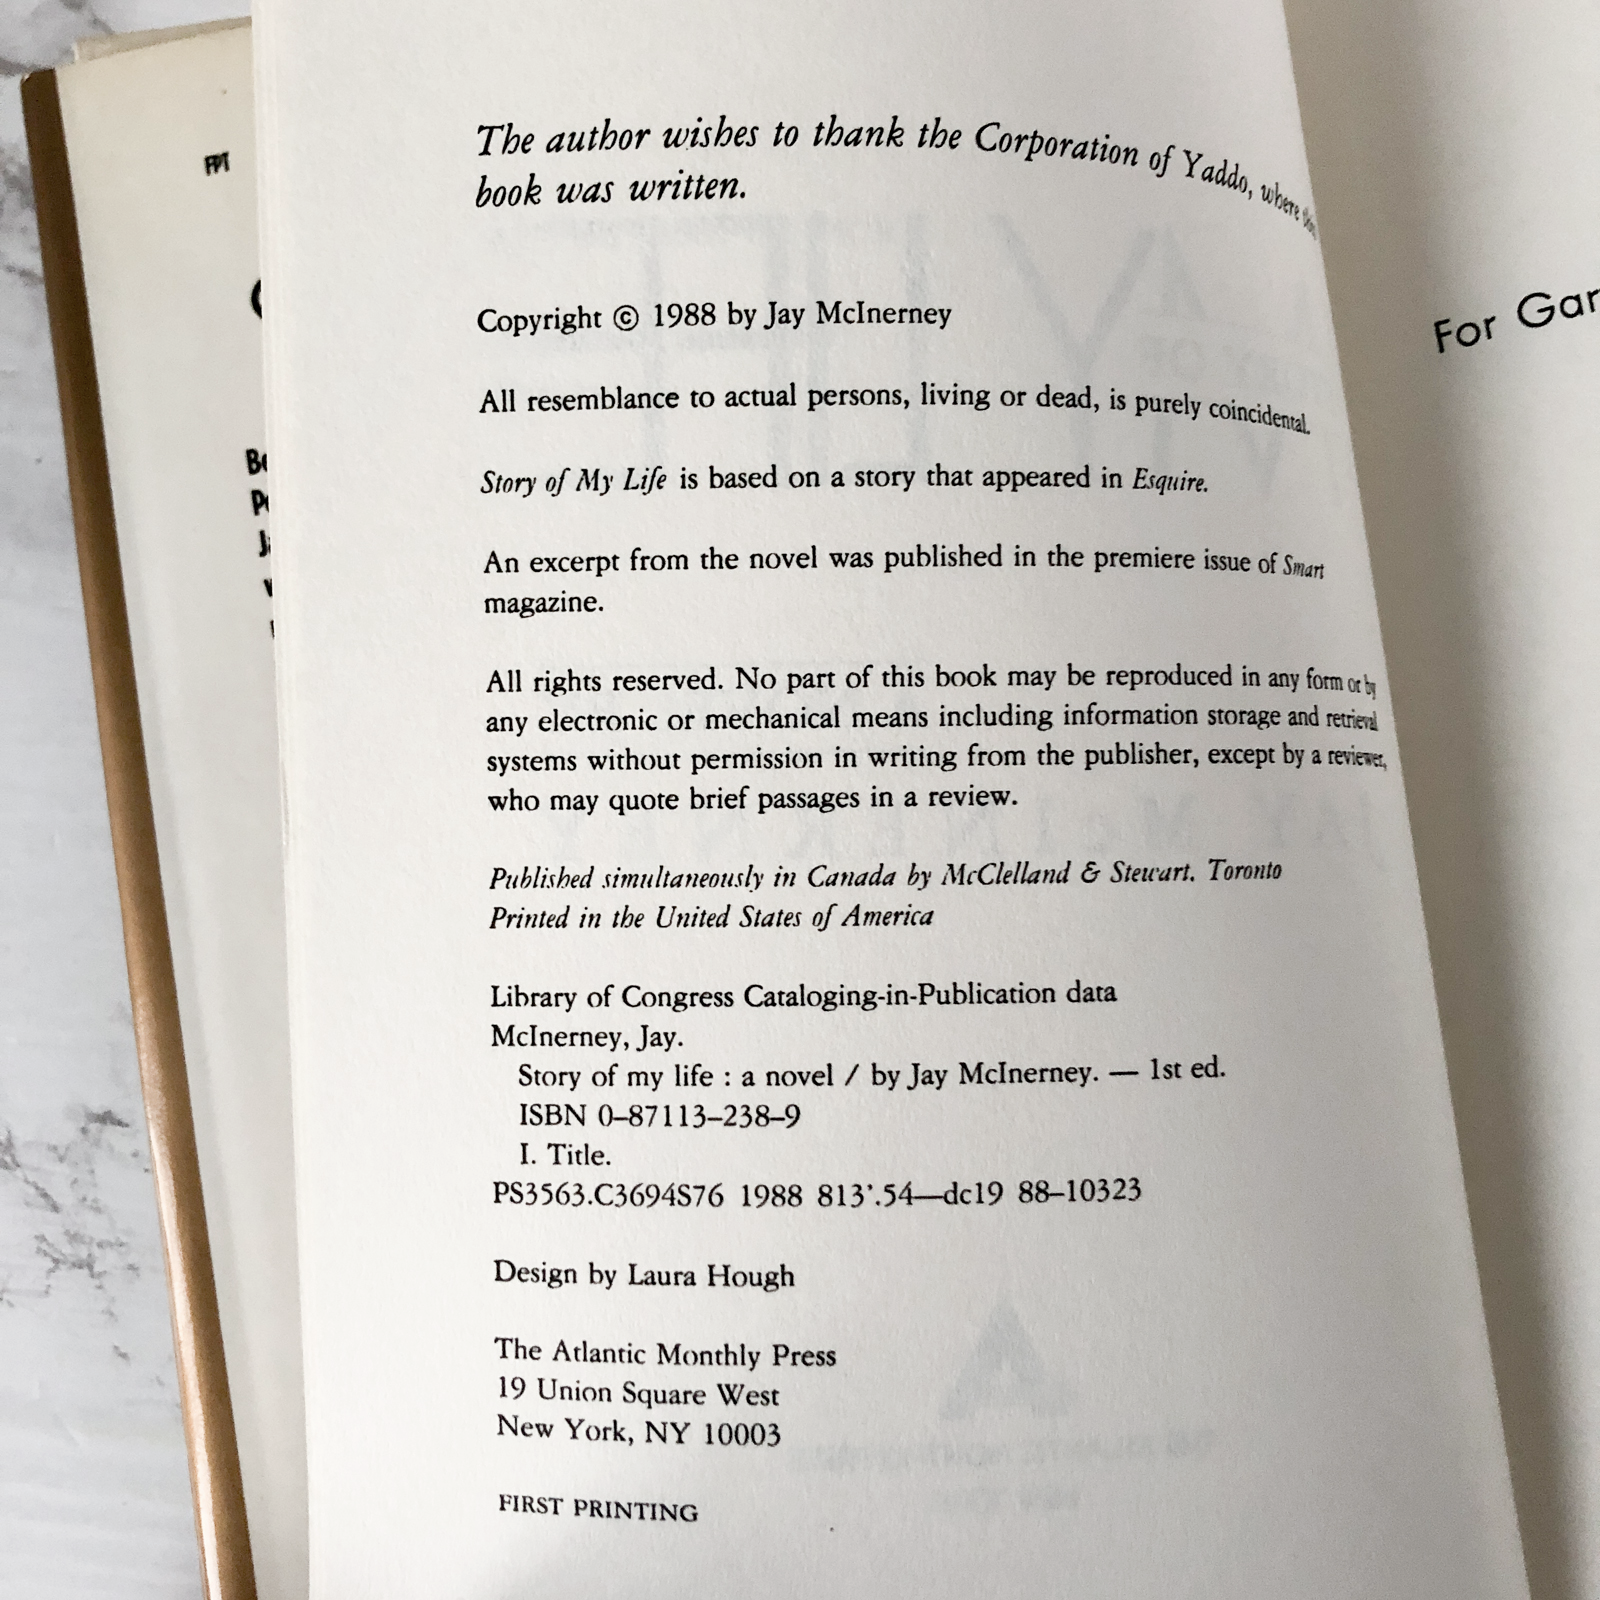 FPT
The author wishes to thank the Corporation of Yaddo, where this
book was written.
Copyright © 1988 by Jay McInerney
All resemblance to actual persons, living or dead, is purely coincidental.
Story of My Life is based on a story that appeared in Esquire.
An excerpt from the novel was published in the premiere issue of Smart
magazine.
All rights reserved. No part of this book may be reproduced in any form or by
any electronic or mechanical means including information storage and retrieval
systems without permission in writing from the publisher, except by a reviewer,
who may quote brief passages in a review.
Published simultaneously in Canada by McClelland & Stewart. Toronto
Printed in the United States of America
Library of Congress Cataloging-in-Publication data
McInerney, Jay.
Story of my life : a novel / by Jay McInerney. — 1st ed.
ISBN 0–87113–238–9
I. Title.
PS3563.C3694S76 1988 813'.54—dc19 88–10323
Design by Laura Hough
The Atlantic Monthly Press
19 Union Square West
New York, NY 10003
FIRST PRINTING
For Gar